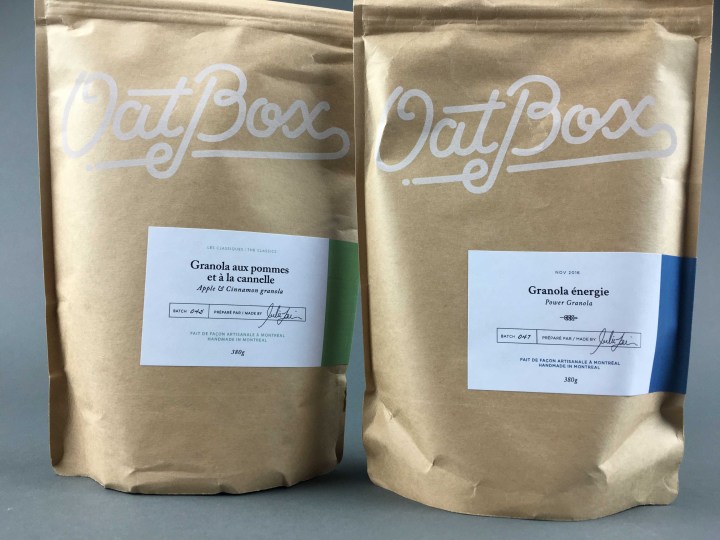 OatBox
LES CLASSIQUES / THE CLASSICS
Granola aux pommes
et à la cannelle
Apple & Cinnamon granola
BATCH 045 PRÉPARÉ PAR / MADE BY
FAIT DE FAÇON ARTISANALE À MONTRÉAL
HANDMADE IN MONTREAL
380g
OatBox
NOV. 2016
Granola énergie
Power Granola
BATCH 047 PRÉPARÉ PAR / MADE BY
FAIT DE FAÇON ARTISANALE À MONTRÉAL
HANDMADE IN MONTREAL
380g